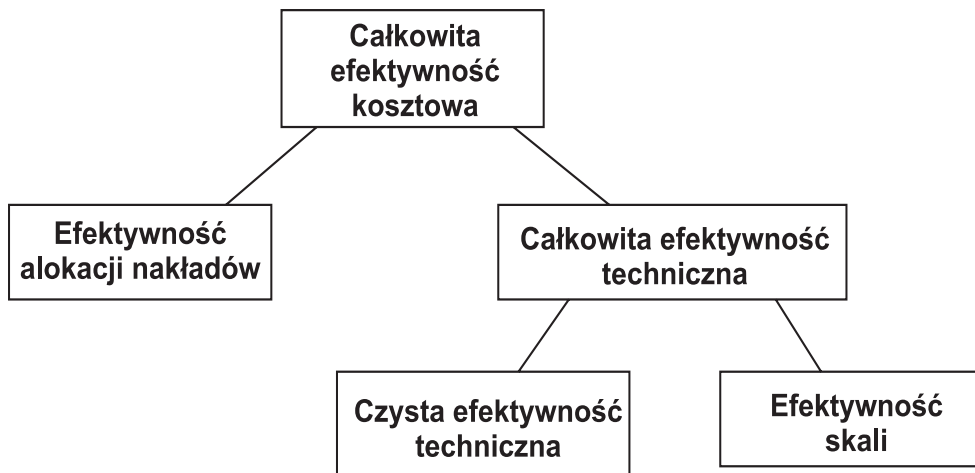 Całkowita
efektywność
kosztowa
Efektywność
alokacji nakładów
Całkowita efektywność
techniczna
Czysta efektywność
techniczna
Efektywność
skali